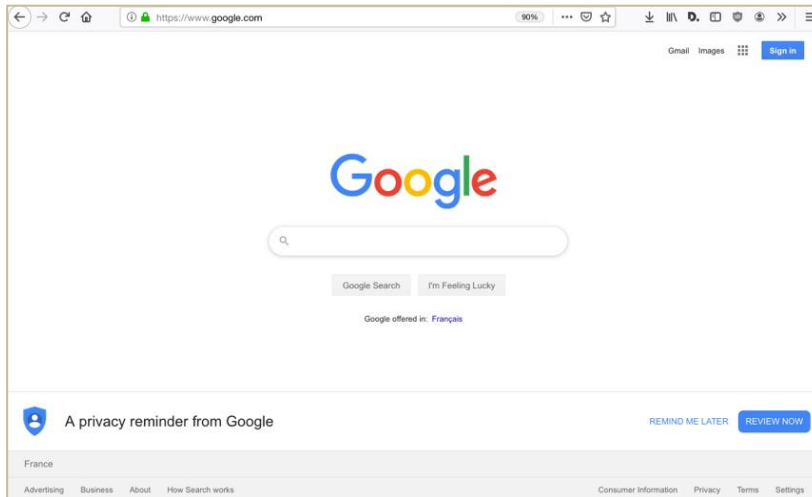 https://www.google.com 90%
Gmail Images Sign in
Google
Google Search I'm Feeling Lucky
Google offered in: Français
A privacy reminder from Google REMIND ME LATER REVIEW NOW
France
Advertising Business About How Search works Consumer Information Privacy Terms Settings